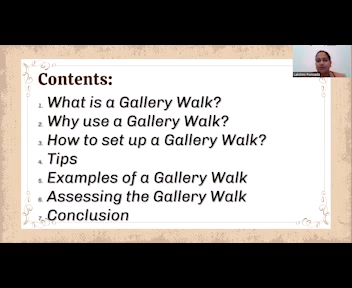 Contents:
1. What is a Gallery Walk?
2. Why use a Gallery Walk?
3. How to set up a Gallery Walk?
4. Tips
5. Examples of a Gallery Walk
6. Assessing the Gallery Walk
7. Conclusion